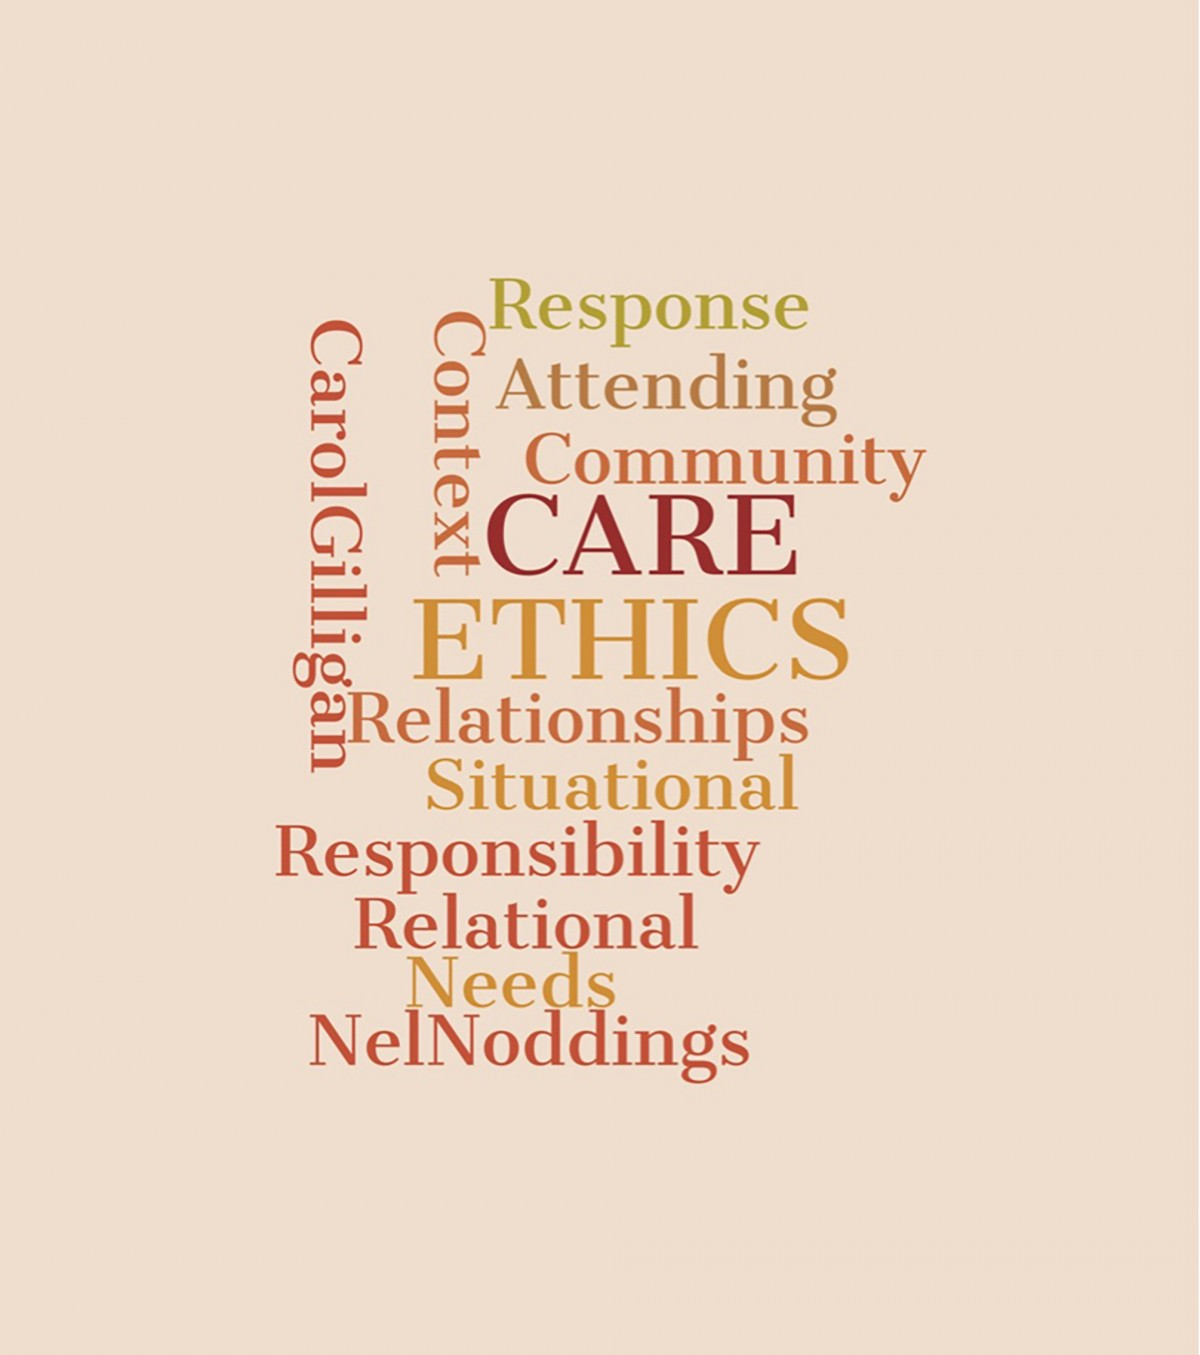 Response
Attending
Community
Context
CarolGilligan
CARE
ETHICS
Relationships
Situational
Responsibility
Relational
Needs
NelNoddings